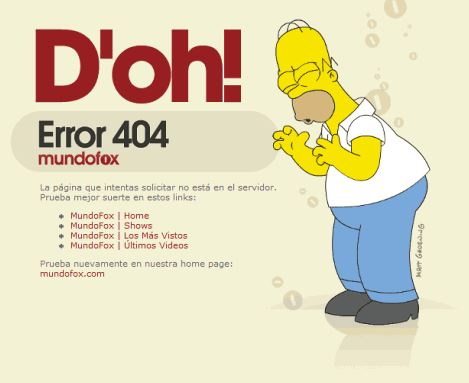 D'oh!
Error 404
mundofox
La página que intentas solicitar no está en el servidor.
Prueba mejor suerte en estos links:
MundoFox | Home
MundoFox | Shows
MundoFox | Los Más Vistos
MundoFox | Últimos Videos
Prueba nuevamente en nuestra home page:
mundofox.com
MATT GROENING